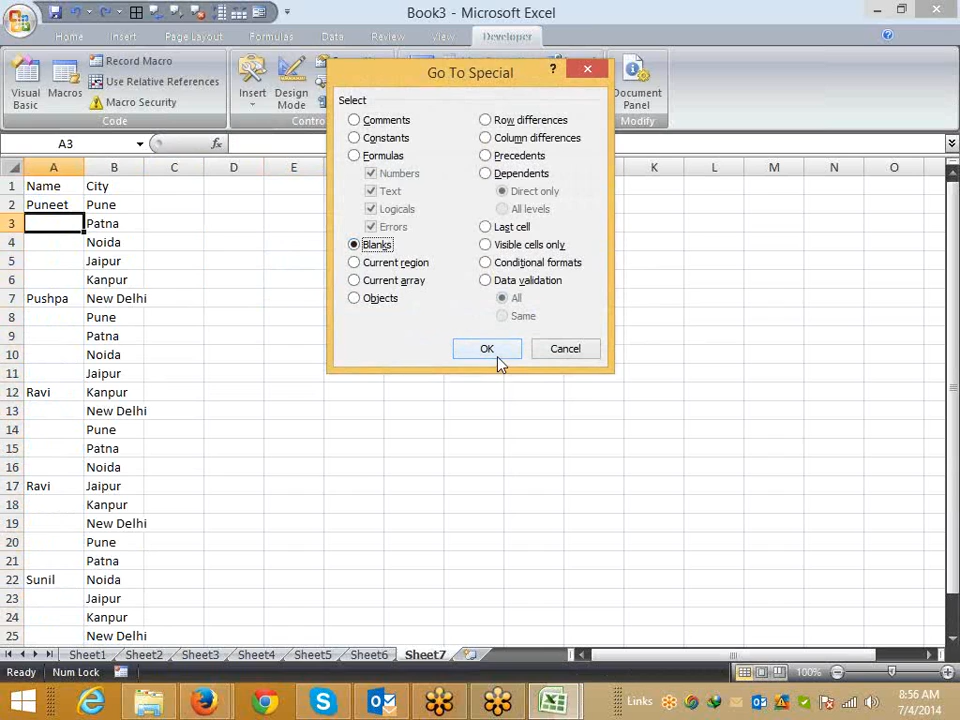 Book3 - Microsoft Excel
Home Insert Page Layout Formulas Data Review View Developer
Visual Basic
Macros
Record Macro
Use Relative References
Macro Security
Code
Insert
Design Mode
Document Panel
Modify
A3
fx
Go To Special
?
Select
Comments
Constants
Formulas
Numbers
Text
Logicals
Errors
Blanks
Current region
Current array
Objects
Row differences
Column differences
Precedents
Dependents
Direct only
All levels
Last cell
Visible cells only
Conditional formats
Data validation
All
Same
OK Cancel
A B C D E K L M N O
1 Name City
2 Puneet Pune
3 Patna
4 Noida
5 Jaipur
6 Kanpur
7 Pushpa New Delhi
8 Pune
9 Patna
10 Noida
11 Jaipur
12 Ravi Kanpur
13 New Delhi
14 Pune
15 Patna
16 Noida
17 Ravi Jaipur
18 Kanpur
19 New Delhi
20 Pune
21 Patna
22 Sunil Noida
23 Jaipur
24 Kanpur
25 New Delhi
Sheet1 Sheet2 Sheet3 Sheet4 Sheet5 Sheet6 Sheet7
Ready Num Lock 100%
Links
8:56 AM
7/4/2014